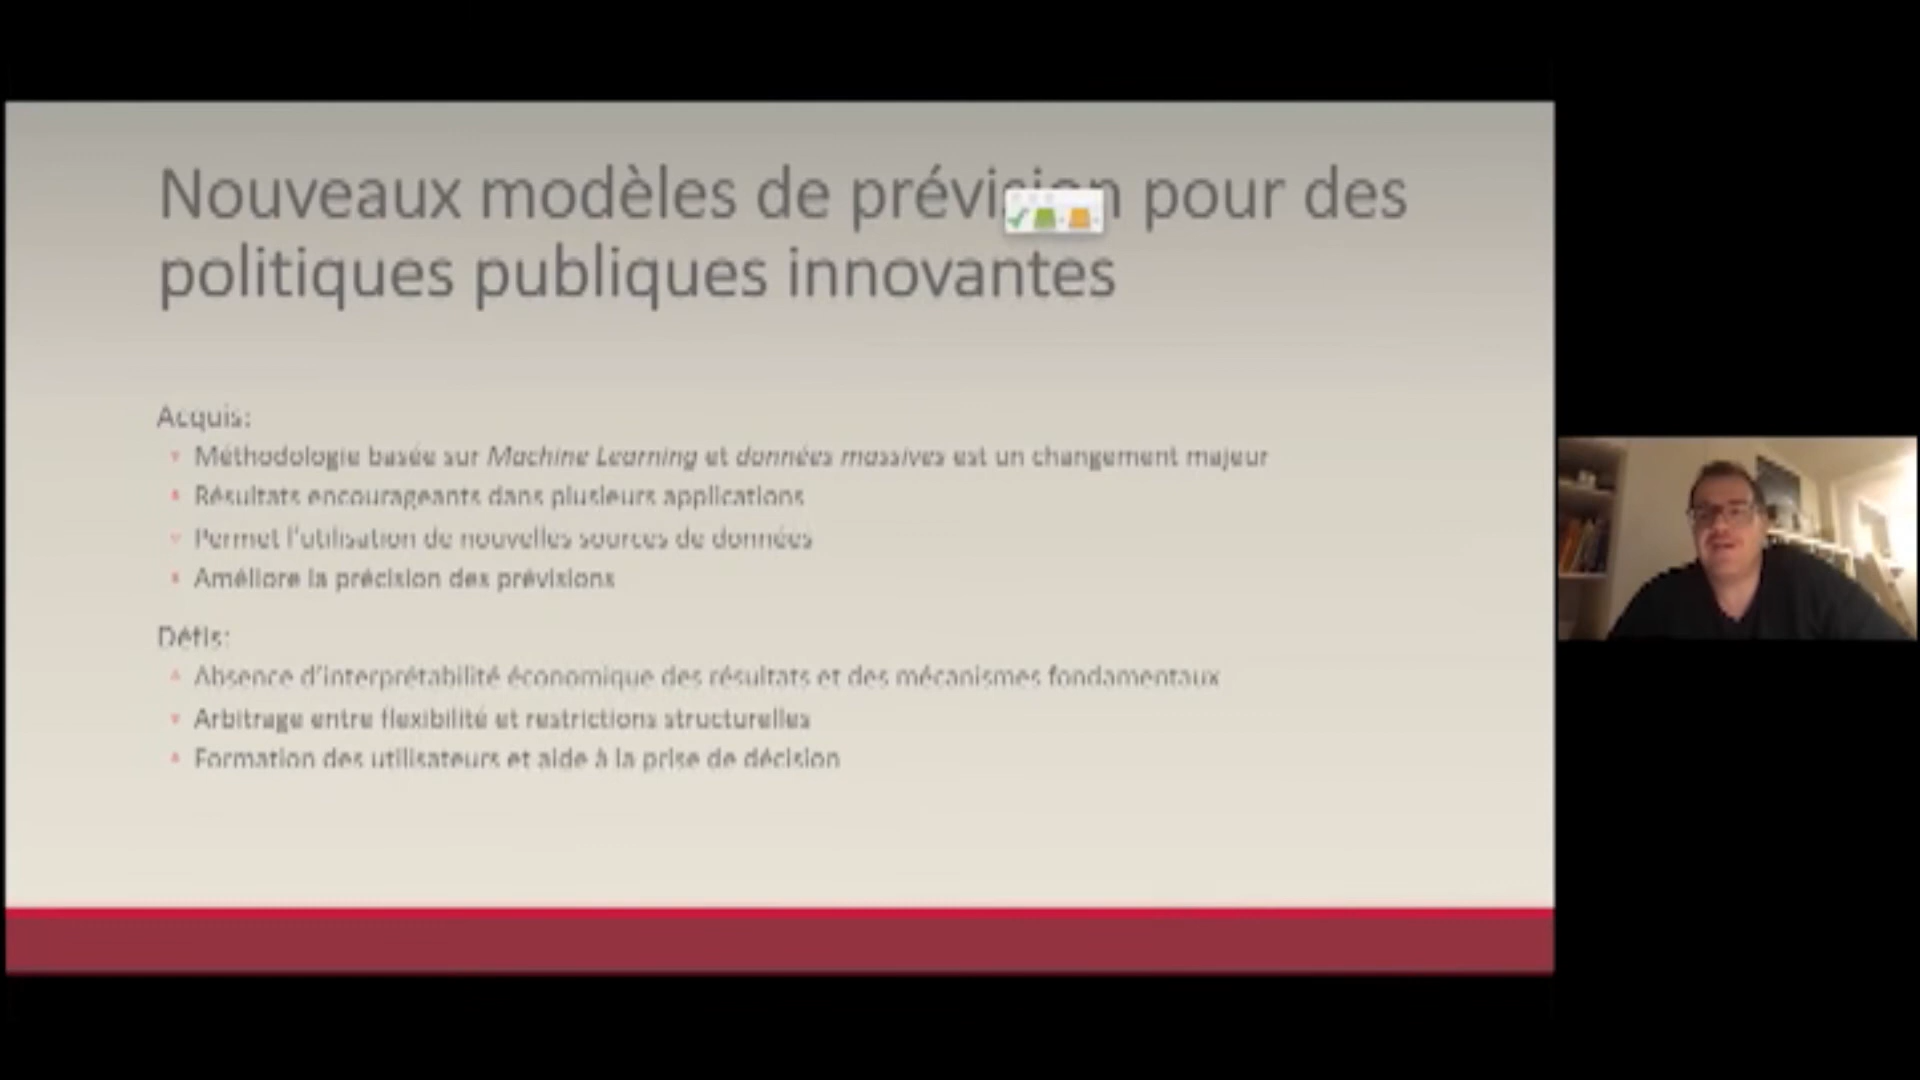 Nouveaux modèles de prévision pour des
politiques publiques innovantes
Acquis:
Méthodologie basée sur Machine Learning et données massives est un changement majeur
Résultats encourageants dans plusieurs applications
Permet l'utilisation de nouvelles sources de données
Améliore la précision des prévisions
Défis:
Absence d'interprétabilité économique des résultats et des mécanismes fondamentaux
Arbitrage entre flexibilité et restrictions structurelles
Formation des utilisateurs et aide à la prise de décision